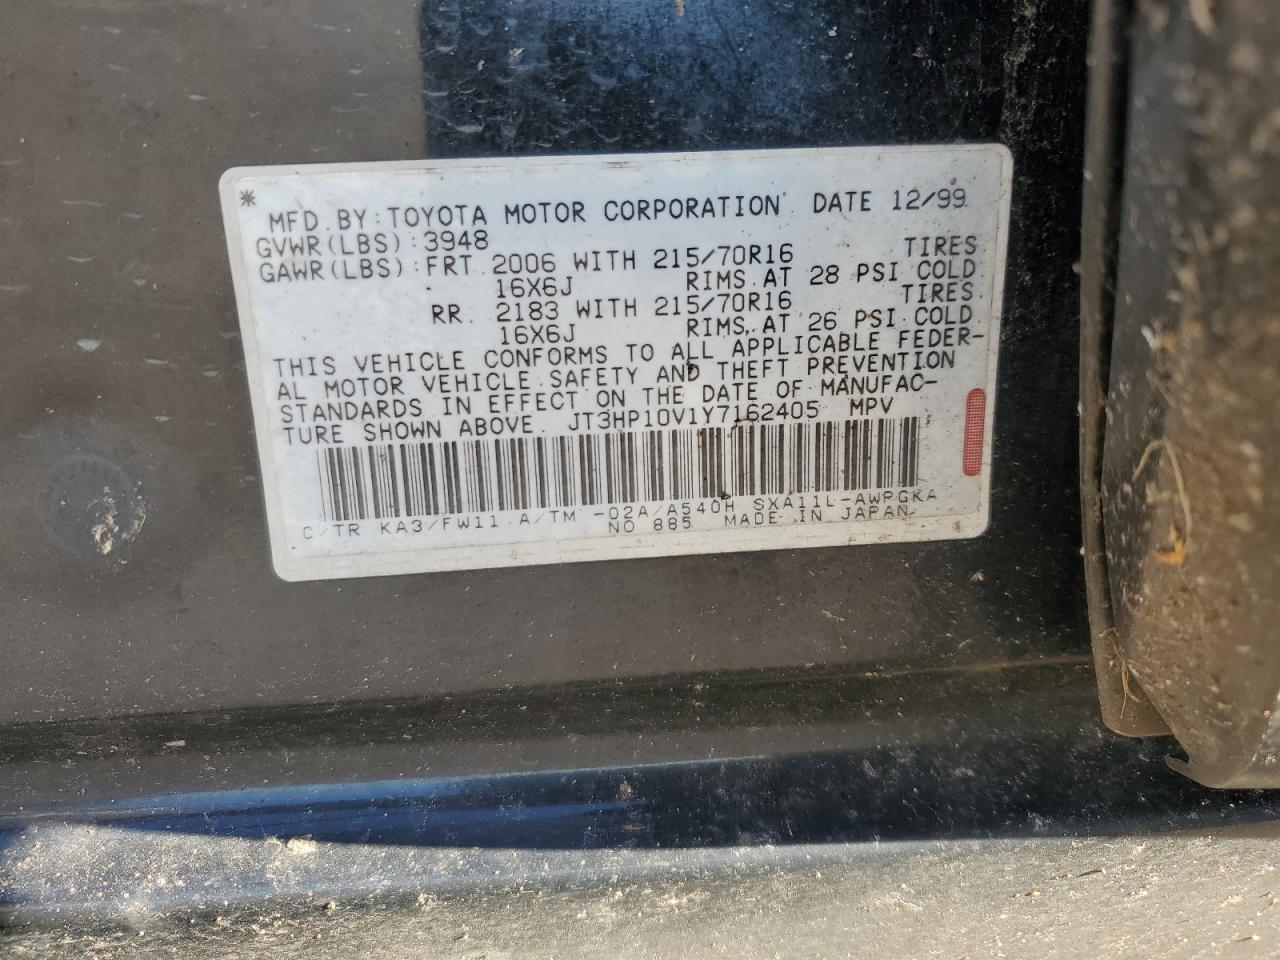 * MFD. BY: TOYOTA MOTOR CORPORATION DATE 12/99
GVWR(LBS): 3948
GAWR(LBS): FRT. 2006 WITH 215/70R16 TIRES
16X6J RIMS, AT 28 PSI COLD.
RR. 2183 WITH 215/70R16 TIRES
16X6J RIMS, AT 26 PSI COLD.
THIS VEHICLE CONFORMS TO ALL APPLICABLE FEDER-
AL MOTOR VEHICLE SAFETY AND THEFT PREVENTION
STANDARDS IN EFFECT ON THE DATE OF MANUFAC-
TURE SHOWN ABOVE. JT3HP10V1Y7162405 MPV
C/TR KA3/FW11 A/TM -02A/A540H SXA11L-AWPGKA
NO 885 MADE IN JAPAN